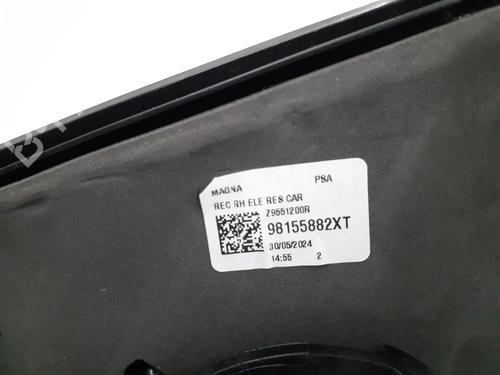 MAGNA PSA
REC RH ELE RES CAR
Z9551200R
98155882XT
30/05/2024
14:55 2